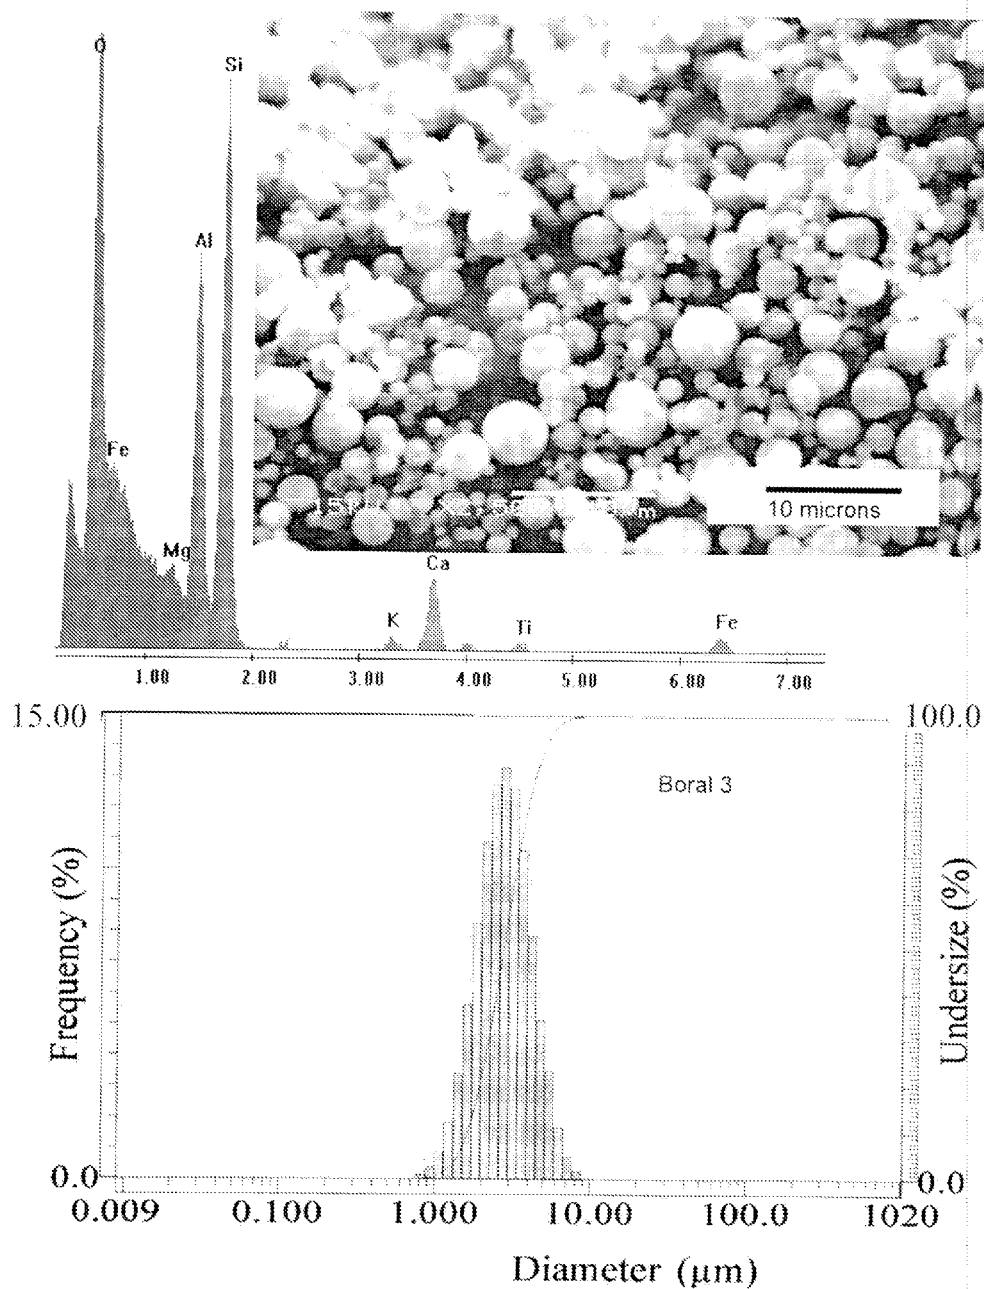 O
Si
Al
Fe
Mg
10 microns
Ca
K
Ti
Fe
1.00 2.00 3.00 4.00 5.00 6.00 7.00
15.00
100.0
Boral 3
Frequency (%)
Undersize (%)
0.0
0.0
0.009 0.100 1.000 10.00 100.0 1020
Diameter (µm)